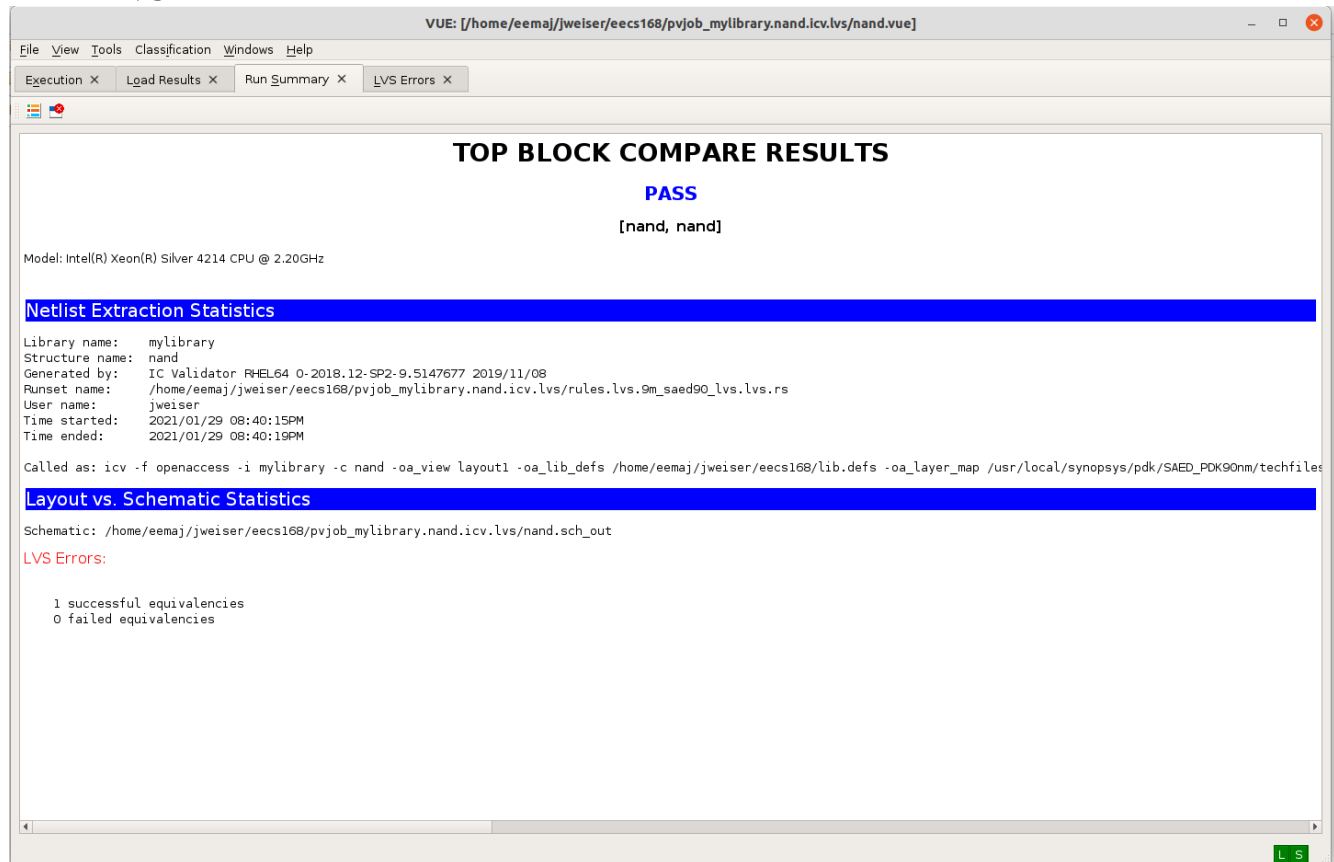 VUE: [/home/eemaj/jweiser/eecs168/pvjob_mylibrary.nand.icv.lvs/nand.vue]
File View Tools Classification Windows Help
Execution Load Results Run Summary LVS Errors
TOP BLOCK COMPARE RESULTS
PASS
[nand, nand]
Model: Intel(R) Xeon(R) Silver 4214 CPU @ 2.20GHz
Netlist Extraction Statistics
Library name: mylibrary
Structure name: nand
Generated by: IC Validator RHEL64 O-2018.12-SP2-9.5147677 2019/11/08
Runset name: /home/eemaj/jweiser/eecs168/pvjob_mylibrary.nand.icv.lvs/rules.lvs.9m_saed90_lvs.lvs.rs
User name: jweiser
Time started: 2021/01/29 08:40:15PM
Time ended: 2021/01/29 08:40:19PM
Called as: icv -f openaccess -i mylibrary -c nand -oa_view layout1 -oa_lib_defs /home/eemaj/jweiser/eecs168/lib.defs -oa_layer_map /usr/local/synopsys/pdk/SAED_PDK90nm/techfiles
Layout vs. Schematic Statistics
Schematic: /home/eemaj/jweiser/eecs168/pvjob_mylibrary.nand.icv.lvs/nand.sch_out
LVS Errors:
1 successful equivalencies
0 failed equivalencies
L S